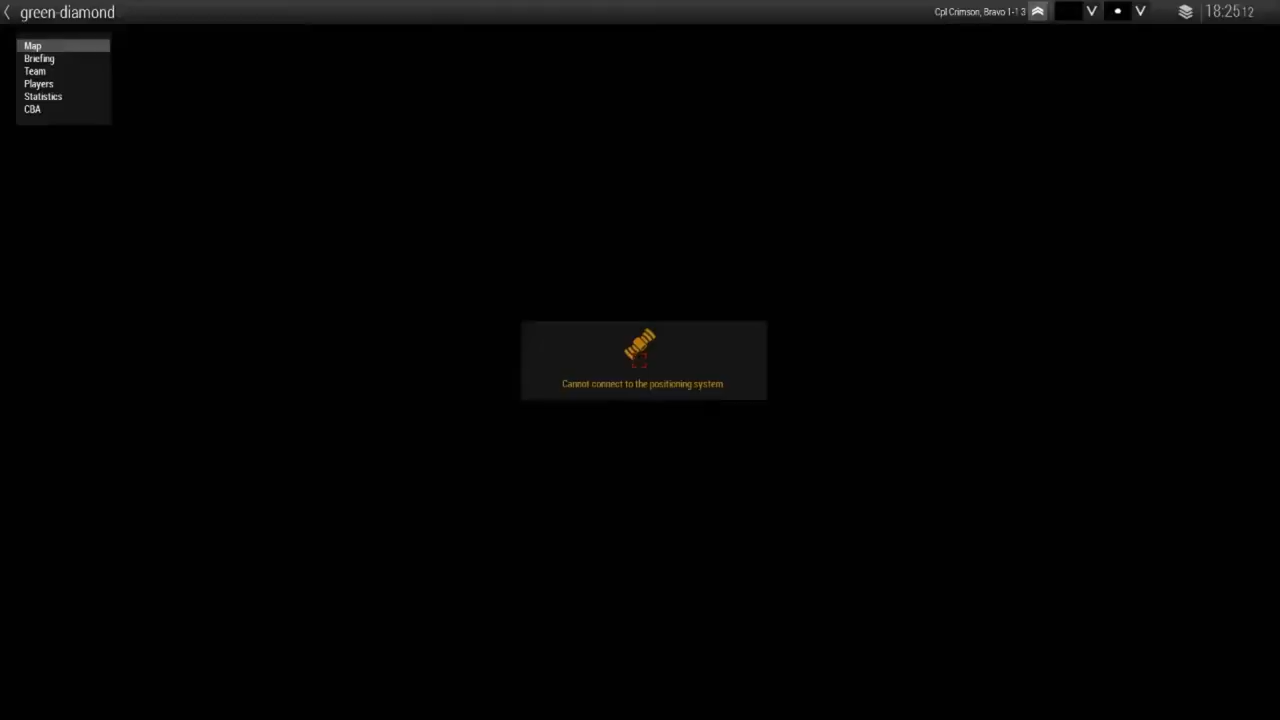 green-diamond
Cpl Crimson, Bravo 1-1 3
18:25 12
Map
Briefing
Team
Players
Statistics
CBA
Cannot connect to the positioning system